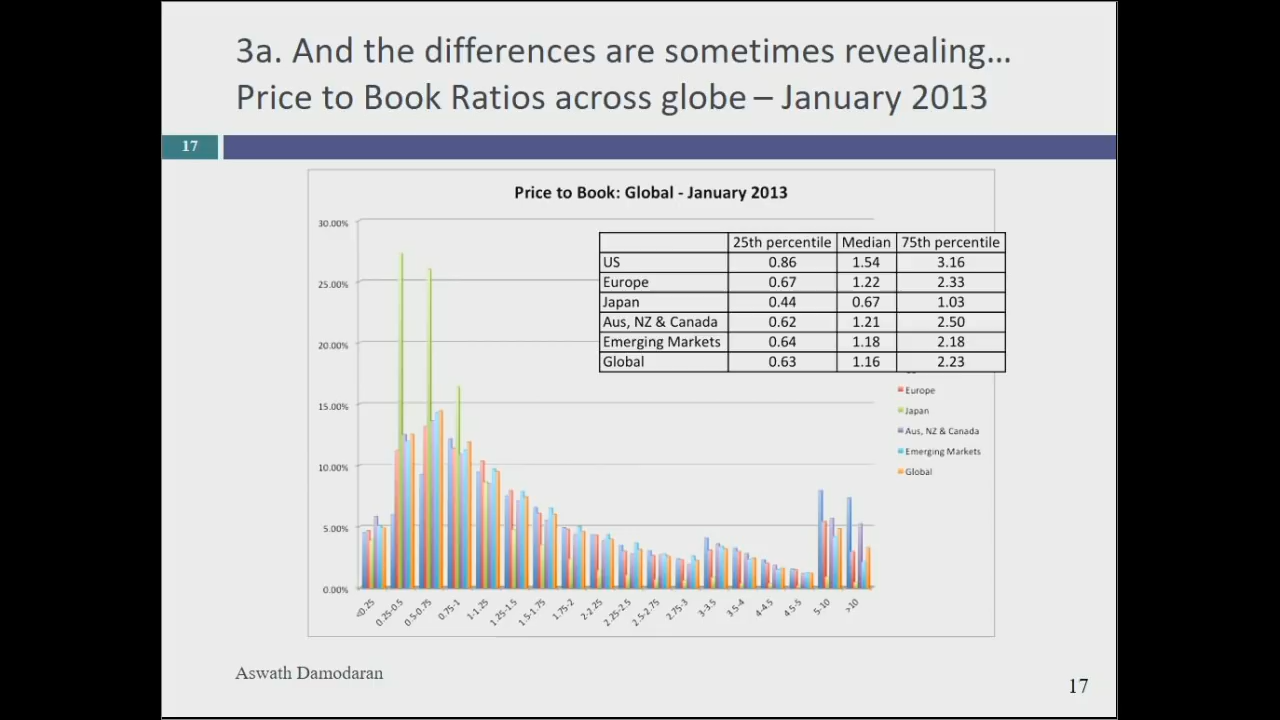 3a. And the differences are sometimes revealing…
Price to Book Ratios across globe – January 2013
17
Price to Book: Global - January 2013
30.00%
25.00%
20.00%
15.00%
10.00%
5.00%
0.00%
25th percentile Median 75th percentile
US 0.86 1.54 3.16
Europe 0.67 1.22 2.33
Japan 0.44 0.67 1.03
Aus, NZ & Canada 0.62 1.21 2.50
Emerging Markets 0.64 1.18 2.18
Global 0.63 1.16 2.23
Europe
Japan
Aus, NZ & Canada
Emerging Markets
Global
<0.25 0.25-0.5 0.5-0.75 0.75-1 1-1.25 1.25-1.5 1.5-1.75 1.75-2 2-2.25 2.25-2.5 2.5-2.75 2.75-3 3-3.5 3.5-4 4-4.5 4.5-5 5-10 >10
Aswath Damodaran
17